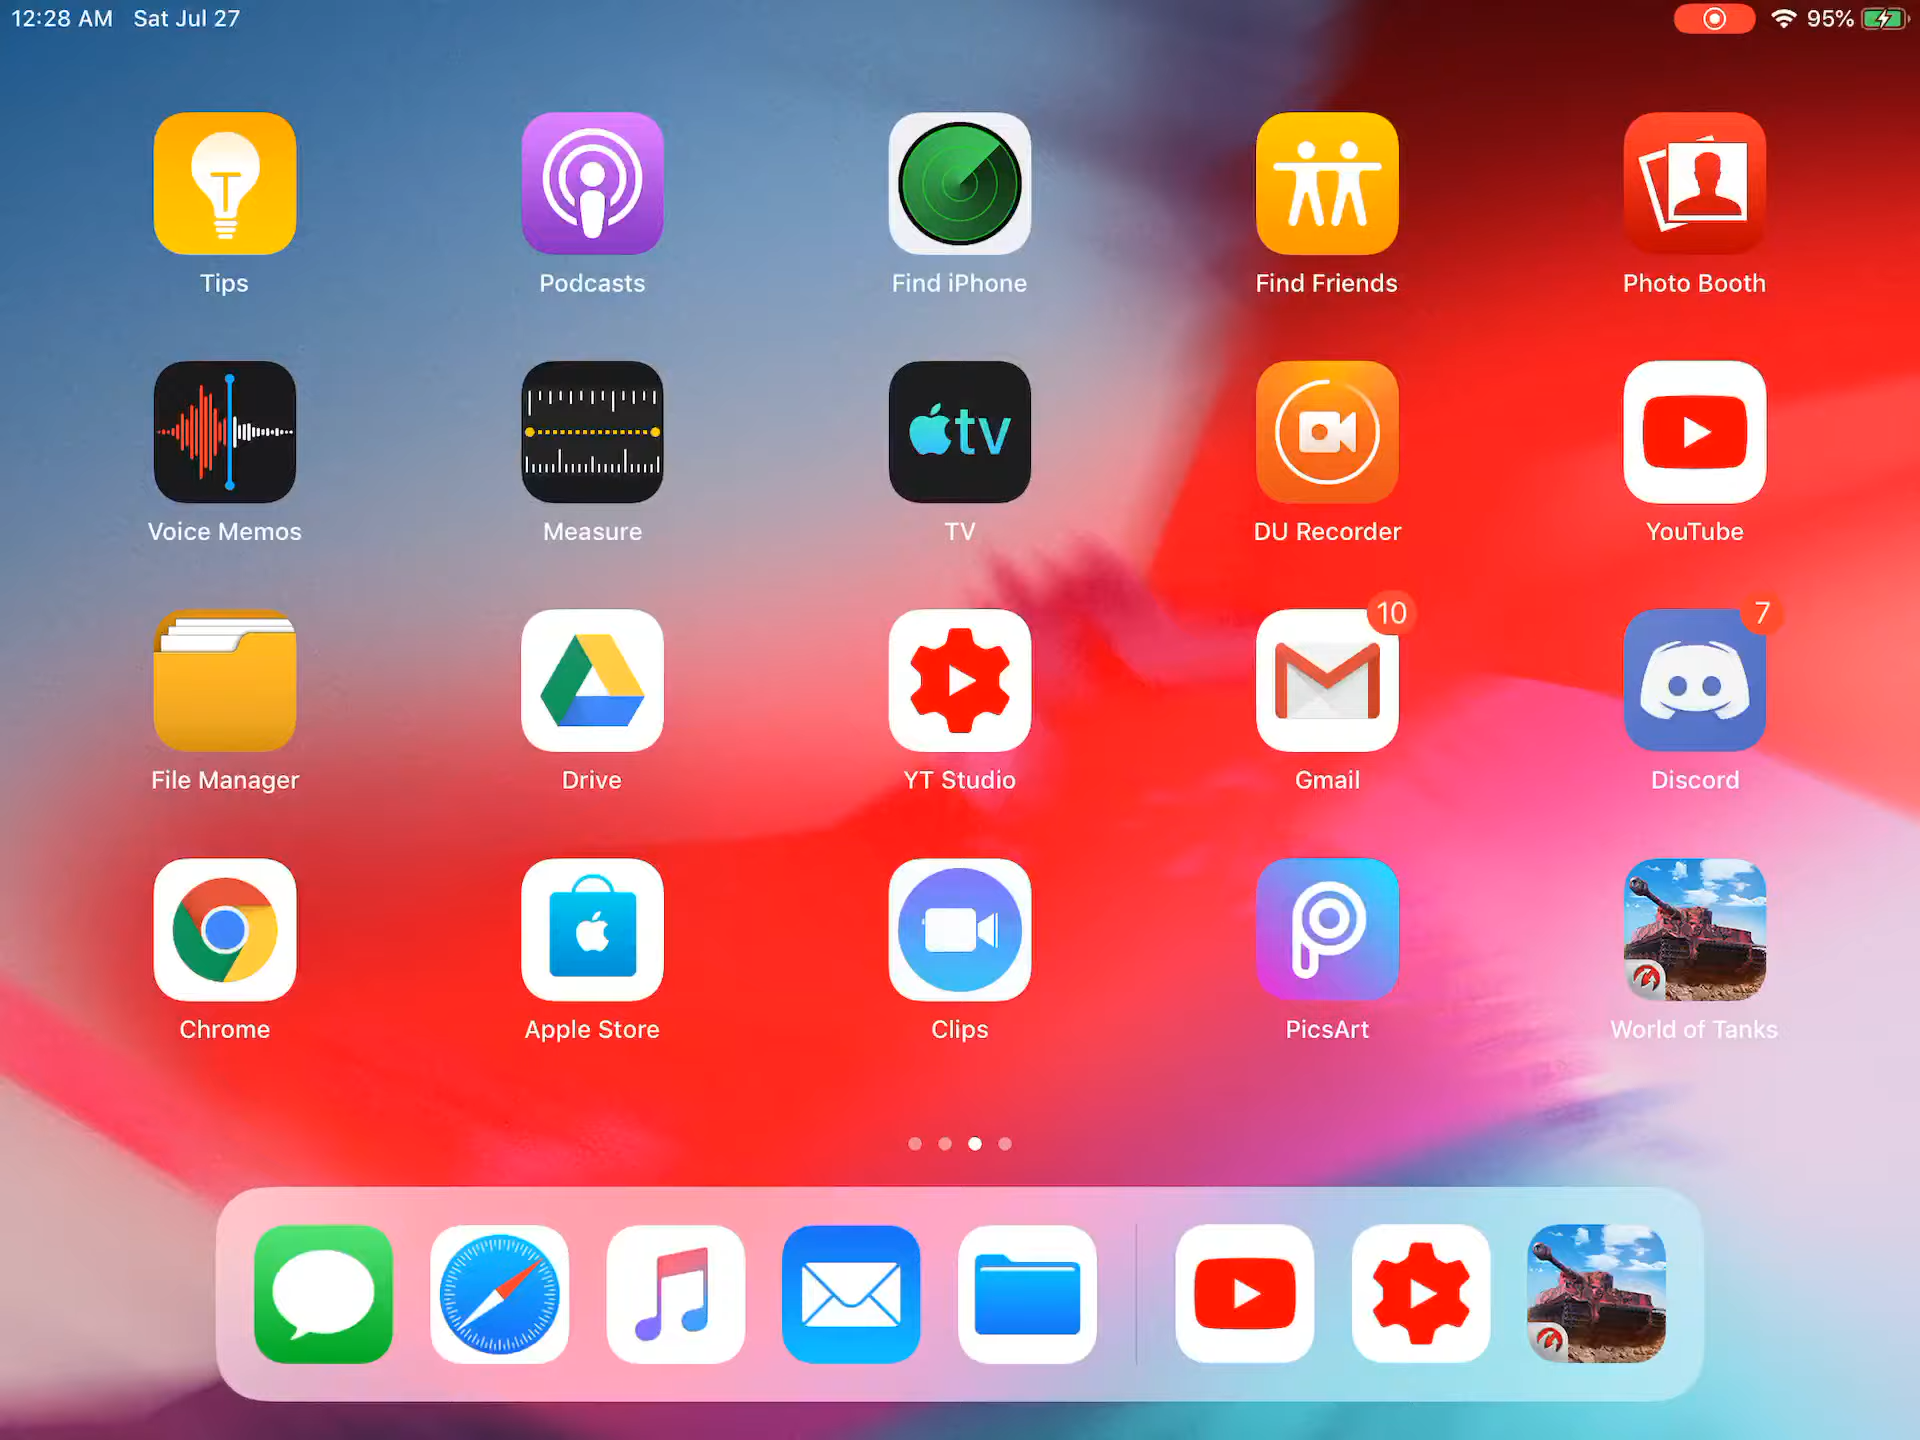 12:28 AM Sat Jul 27 95%
Tips Podcasts Find iPhone Find Friends Photo Booth
tv
Voice Memos Measure TV DU Recorder YouTube
10 7
File Manager Drive YT Studio Gmail Discord
Chrome Apple Store Clips PicsArt World of Tanks